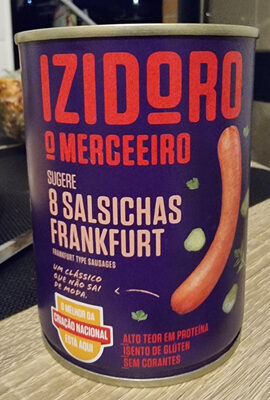 IZIDORO
O MERCEEIRO
SUGERE
8 SALSICHAS
FRANKFURT
FRANKFURT TYPE SAUSAGES
UM CLÁSSICO
QUE NÃO SAI
DE MODA.
O MELHOR DA
CRIAÇÃO NACIONAL
ESTÁ AQUI
ALTO TEOR EM PROTEÍNA
ISENTO DE GLÚTEN
SEM CORANTES